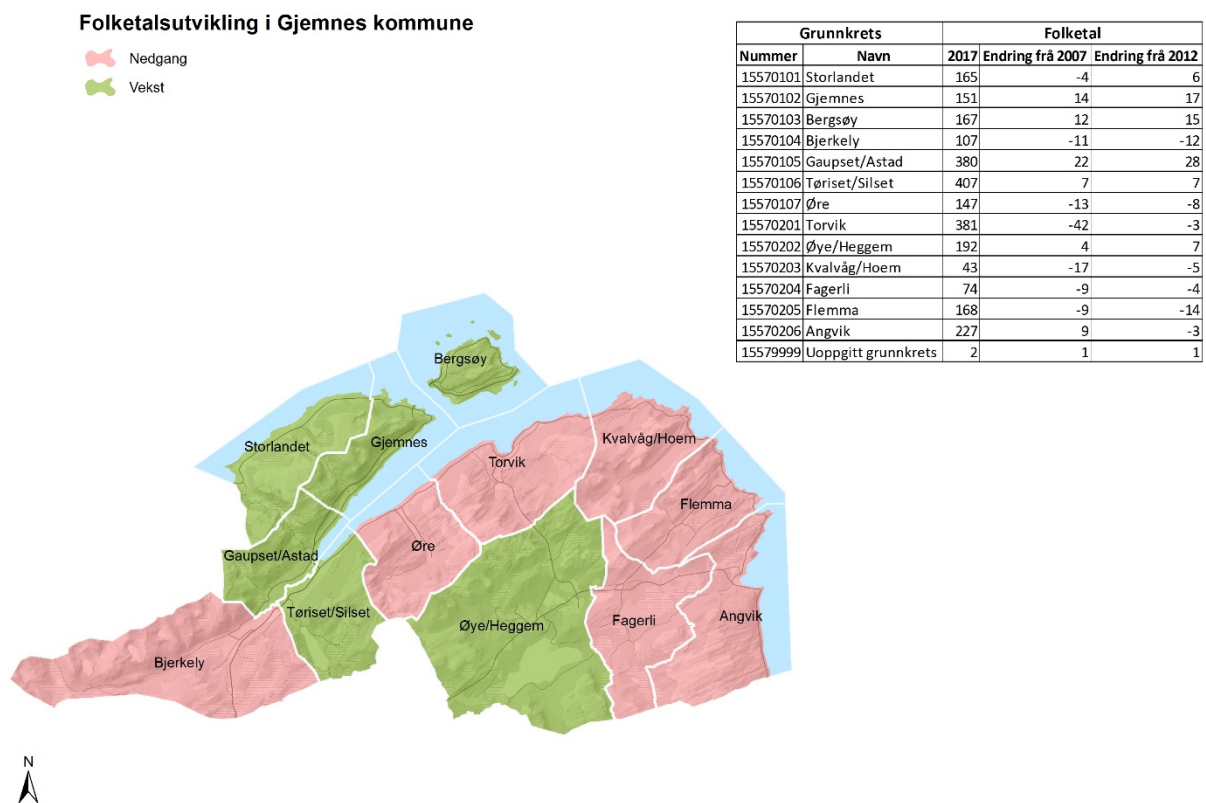 Folketalsutvikling i Gjemnes kommune
Nedgang
Vekst
Grunnkrets Folketal
Nummer Navn 2017 Endring frå 2007 Endring frå 2012
15570101 Storlandet 165 -4 6
15570102 Gjemnes 151 14 17
15570103 Bergsøy 167 12 15
15570104 Bjerkely 107 -11 -12
15570105 Gaupset/Astad 380 22 28
15570106 Tøriset/Silset 407 7 7
15570107 Øre 147 -13 -8
15570201 Torvik 381 -42 -3
15570202 Øye/Heggem 192 4 7
15570203 Kvalvåg/Hoem 43 -17 -5
15570204 Fagerli 74 -9 -4
15570205 Flemma 168 -9 -14
15570206 Angvik 227 9 -3
15579999 Uoppgitt grunnkrets 2 1 1
Bergsøy
Storlandet
Gjemnes
Kvalvåg/Hoem
Torvik
Flemma
Øre
Gaupset/Astad
Tøriset/Silset
Øye/Heggem
Fagerli
Angvik
Bjerkely
N